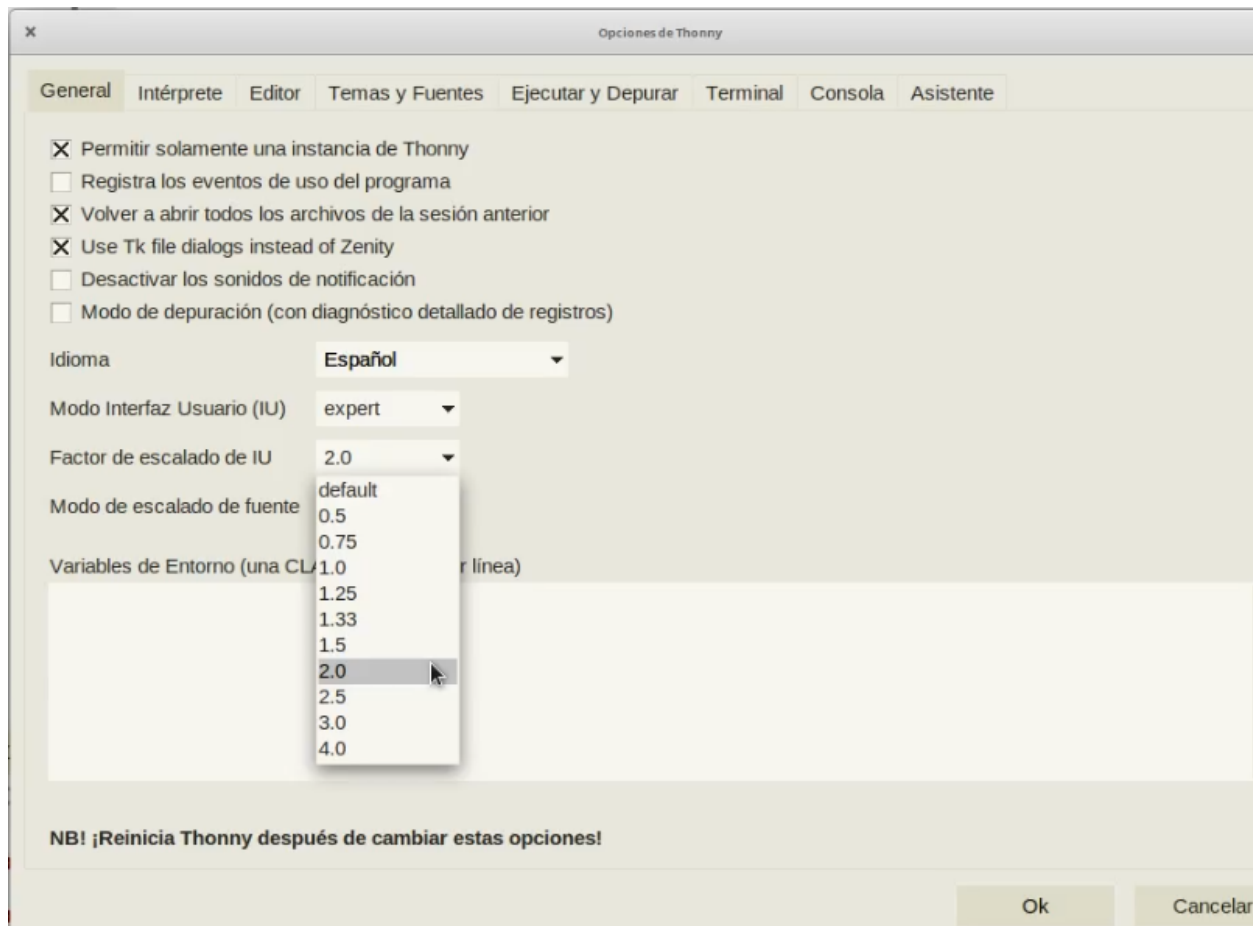 Opciones de Thonny
General Intérprete Editor Temas y Fuentes Ejecutar y Depurar Terminal Consola Asistente
Permitir solamente una instancia de Thonny
Registra los eventos de uso del programa
Volver a abrir todos los archivos de la sesión anterior
Use Tk file dialogs instead of Zenity
Desactivar los sonidos de notificación
Modo de depuración (con diagnóstico detallado de registros)
Idioma Español
Modo Interfaz Usuario (IU) expert
Factor de escalado de IU 2.0
default
Modo de escalado de fuente
0.5
0.75
Variables de Entorno (una línea)
1.0
1.25
1.33
1.5
2.0
2.5
3.0
4.0
NB! ¡Reinicia Thonny después de cambiar estas opciones!
Ok Cancelar